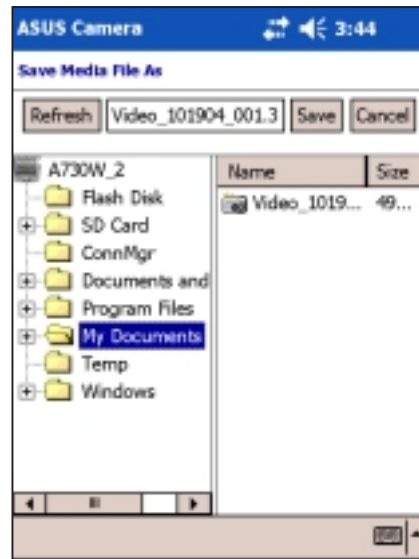 ASUS Camera 3:44
Save Media File As
Refresh Video_101904_001.3 Save Cancel
A730W_2
Flash Disk
SD Card
ConnMgr
Documents and
Program Files
My Documents
Temp
Windows
Name Size
Video_1019... 49...